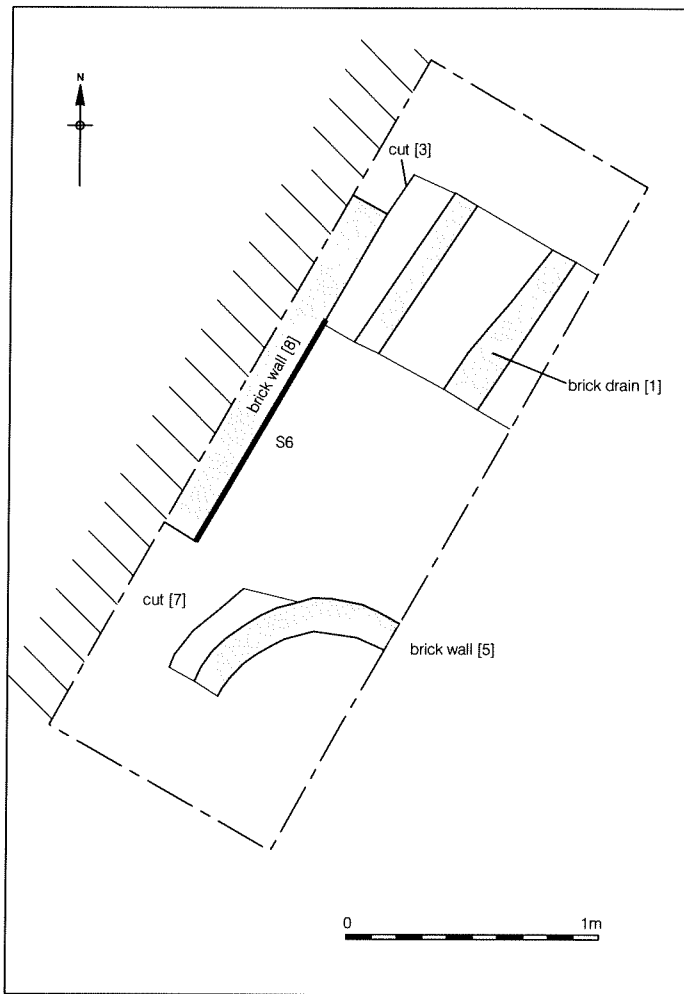 N
cut [3]
brick wall [8]
brick drain [1]
S6
cut [7]
brick wall [5]
0 1m